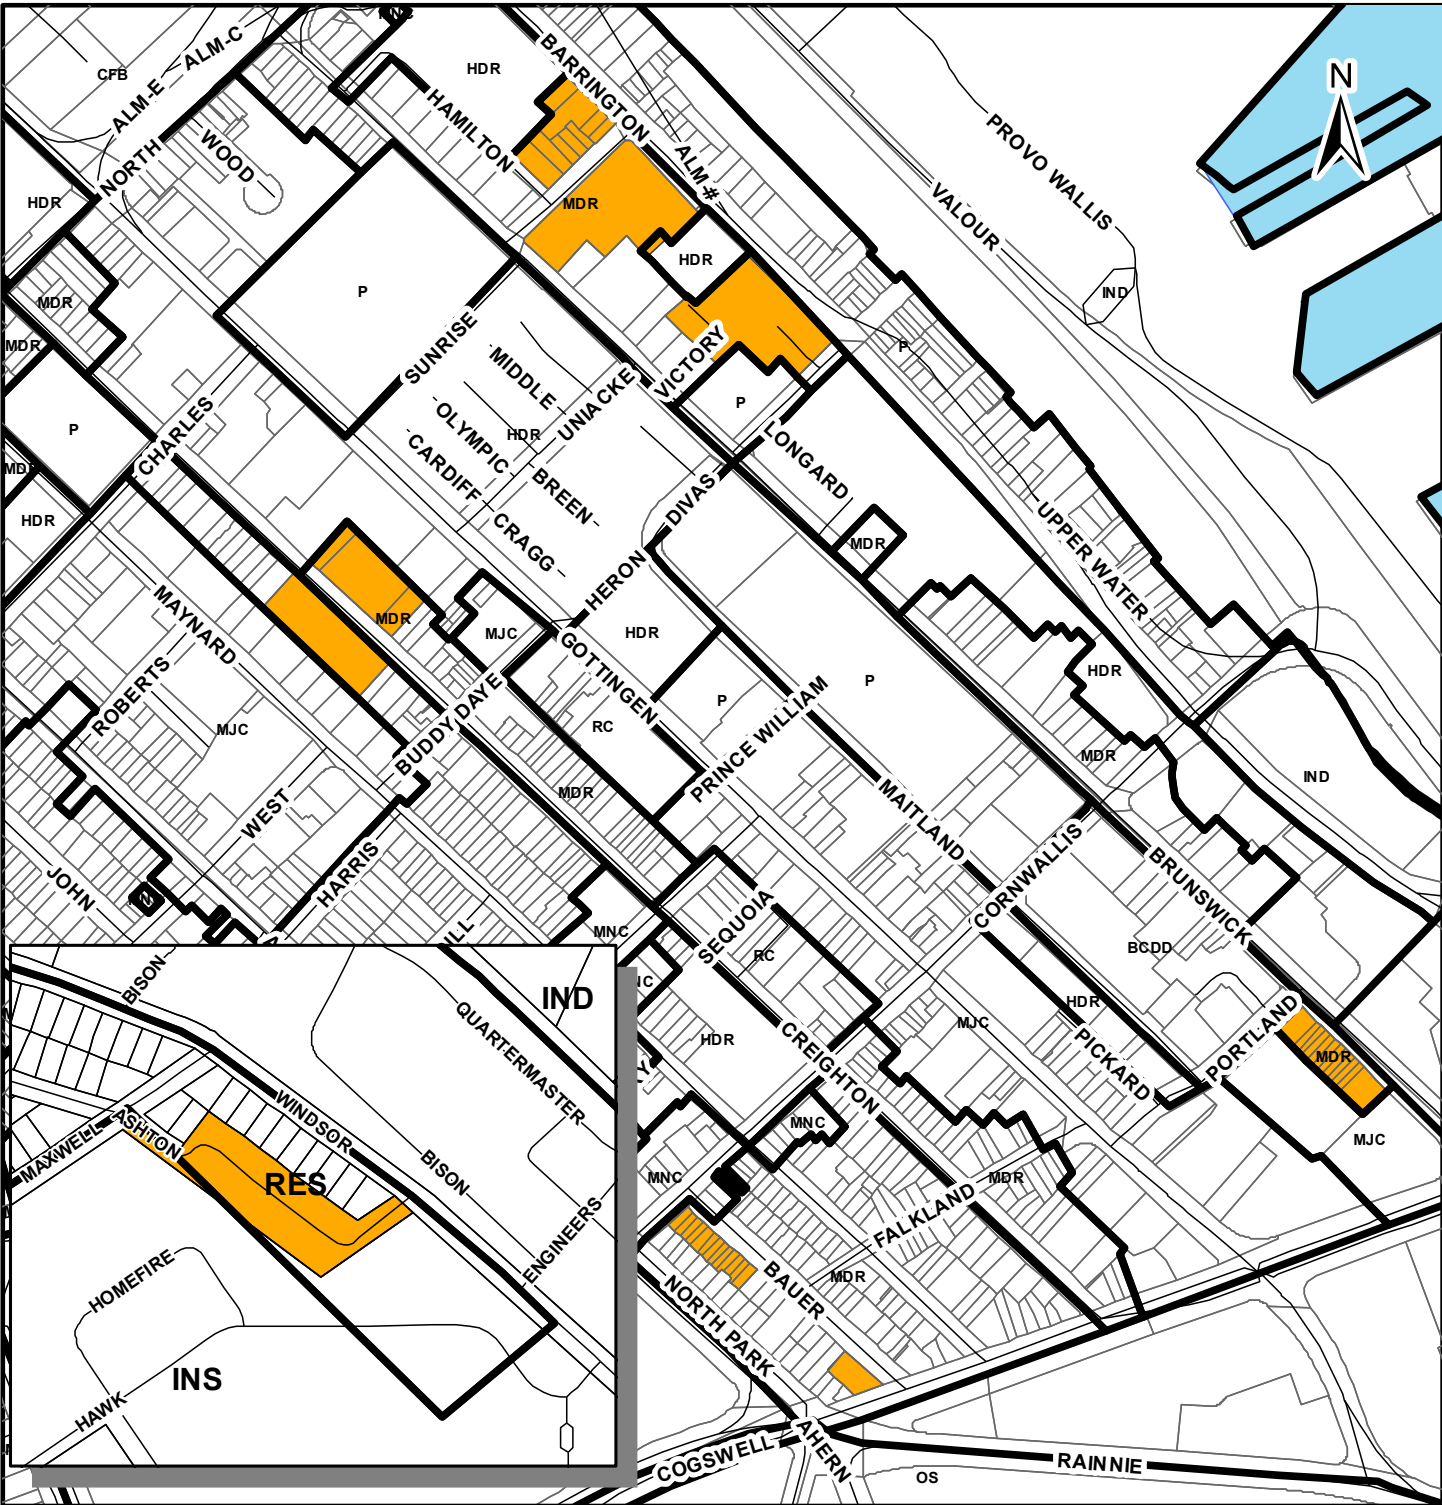 MNC
ALM-C
HDR
BARRINGTON
CFB
N
ALM-E
HAMILTON
NORTH
WOOD
PROVO WALLIS
ALM #
HDR
MDR
VALOUR
HDR
P
IND
MDR
MDR
SUNRISE
MIDDLE
VICTORY
P
UNIACKE
P
P
CHARLES
OLYMPIC
HDR
LONGARD
CARDIFF
MDR
BREEN
DIVAS
HDR
CRAGG
MDR
UPPER WATER
HERON
MAYNARD
MDR
MJC
HDR
GOTTINGEN
ROBERTS
HDR
P
P
BUDDY DAYE
RC
PRINCE WILLIAM
MJC
MDR
IND
MDR
WEST
MAITLAND
JOHN
HARRIS
CORNWALLIS
BRUNSWICK
SEQUOIA
MNC
BCDD
RC
BISON
IND
QUARTERMASTER
HDR
MJC
HDR
CREIGHTON
PICKARD
PORTLAND
MDR
WINDSOR
ASHTON
MAXWELL
MNC
MJC
RES
BISON
MNC
MDR
FALKLAND
ENGINEERS
HOMEFIRE
BAUER
MDR
NORTH PARK
INS
HAWK
AHERN
COGSWELL
RAINNIE
OS